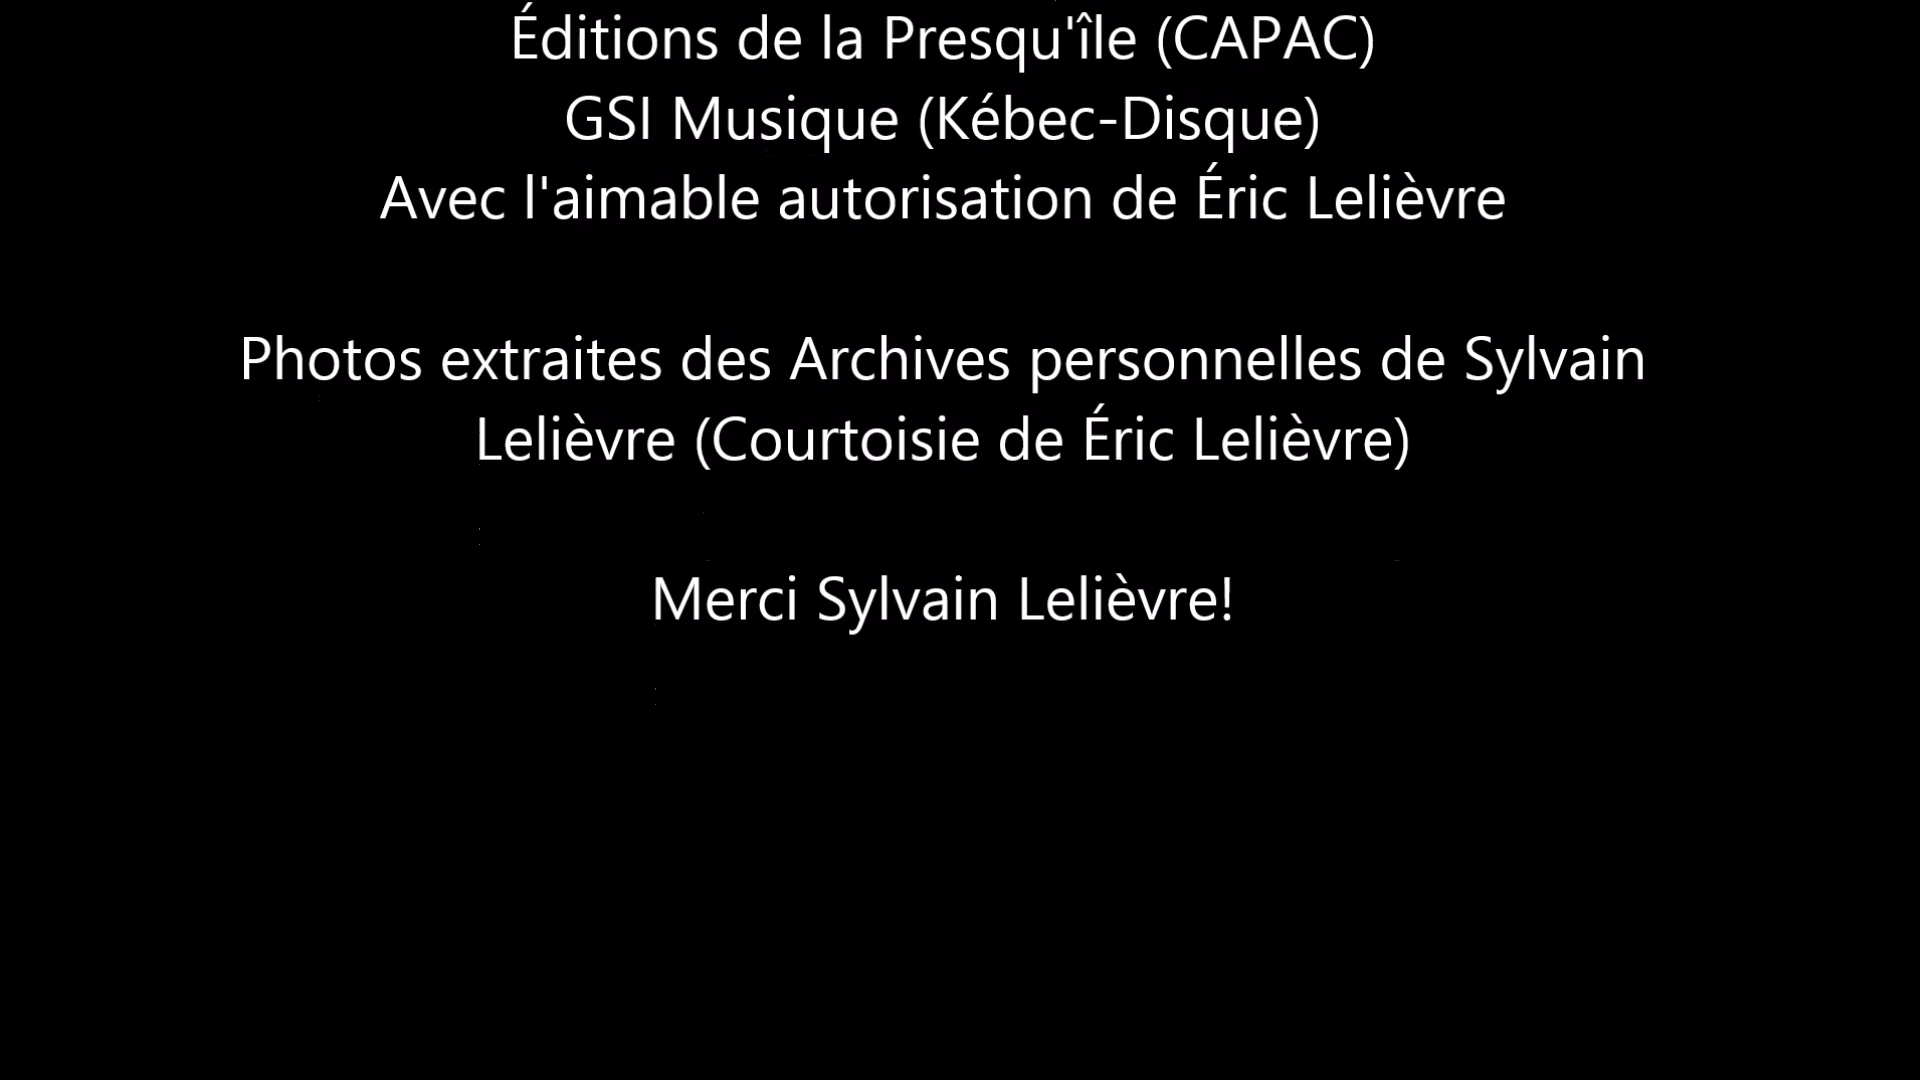 Éditions de la Presqu'île (CAPAC)
GSI Musique (Kébec-Disque)
Avec l'aimable autorisation de Éric Lelièvre
Photos extraites des Archives personnelles de Sylvain
Lelièvre (Courtoisie de Éric Lelièvre)
Merci Sylvain Lelièvre!